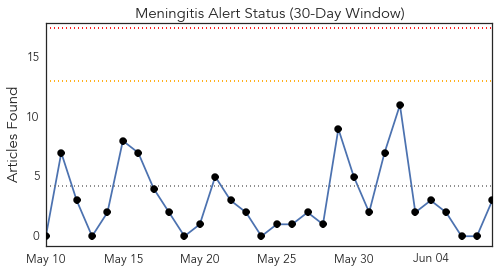 Meningitis Alert Status (30-Day Window)
Articles Found
15
10
5
0
May 10 May 15 May 20 May 25 May 30 Jun 04